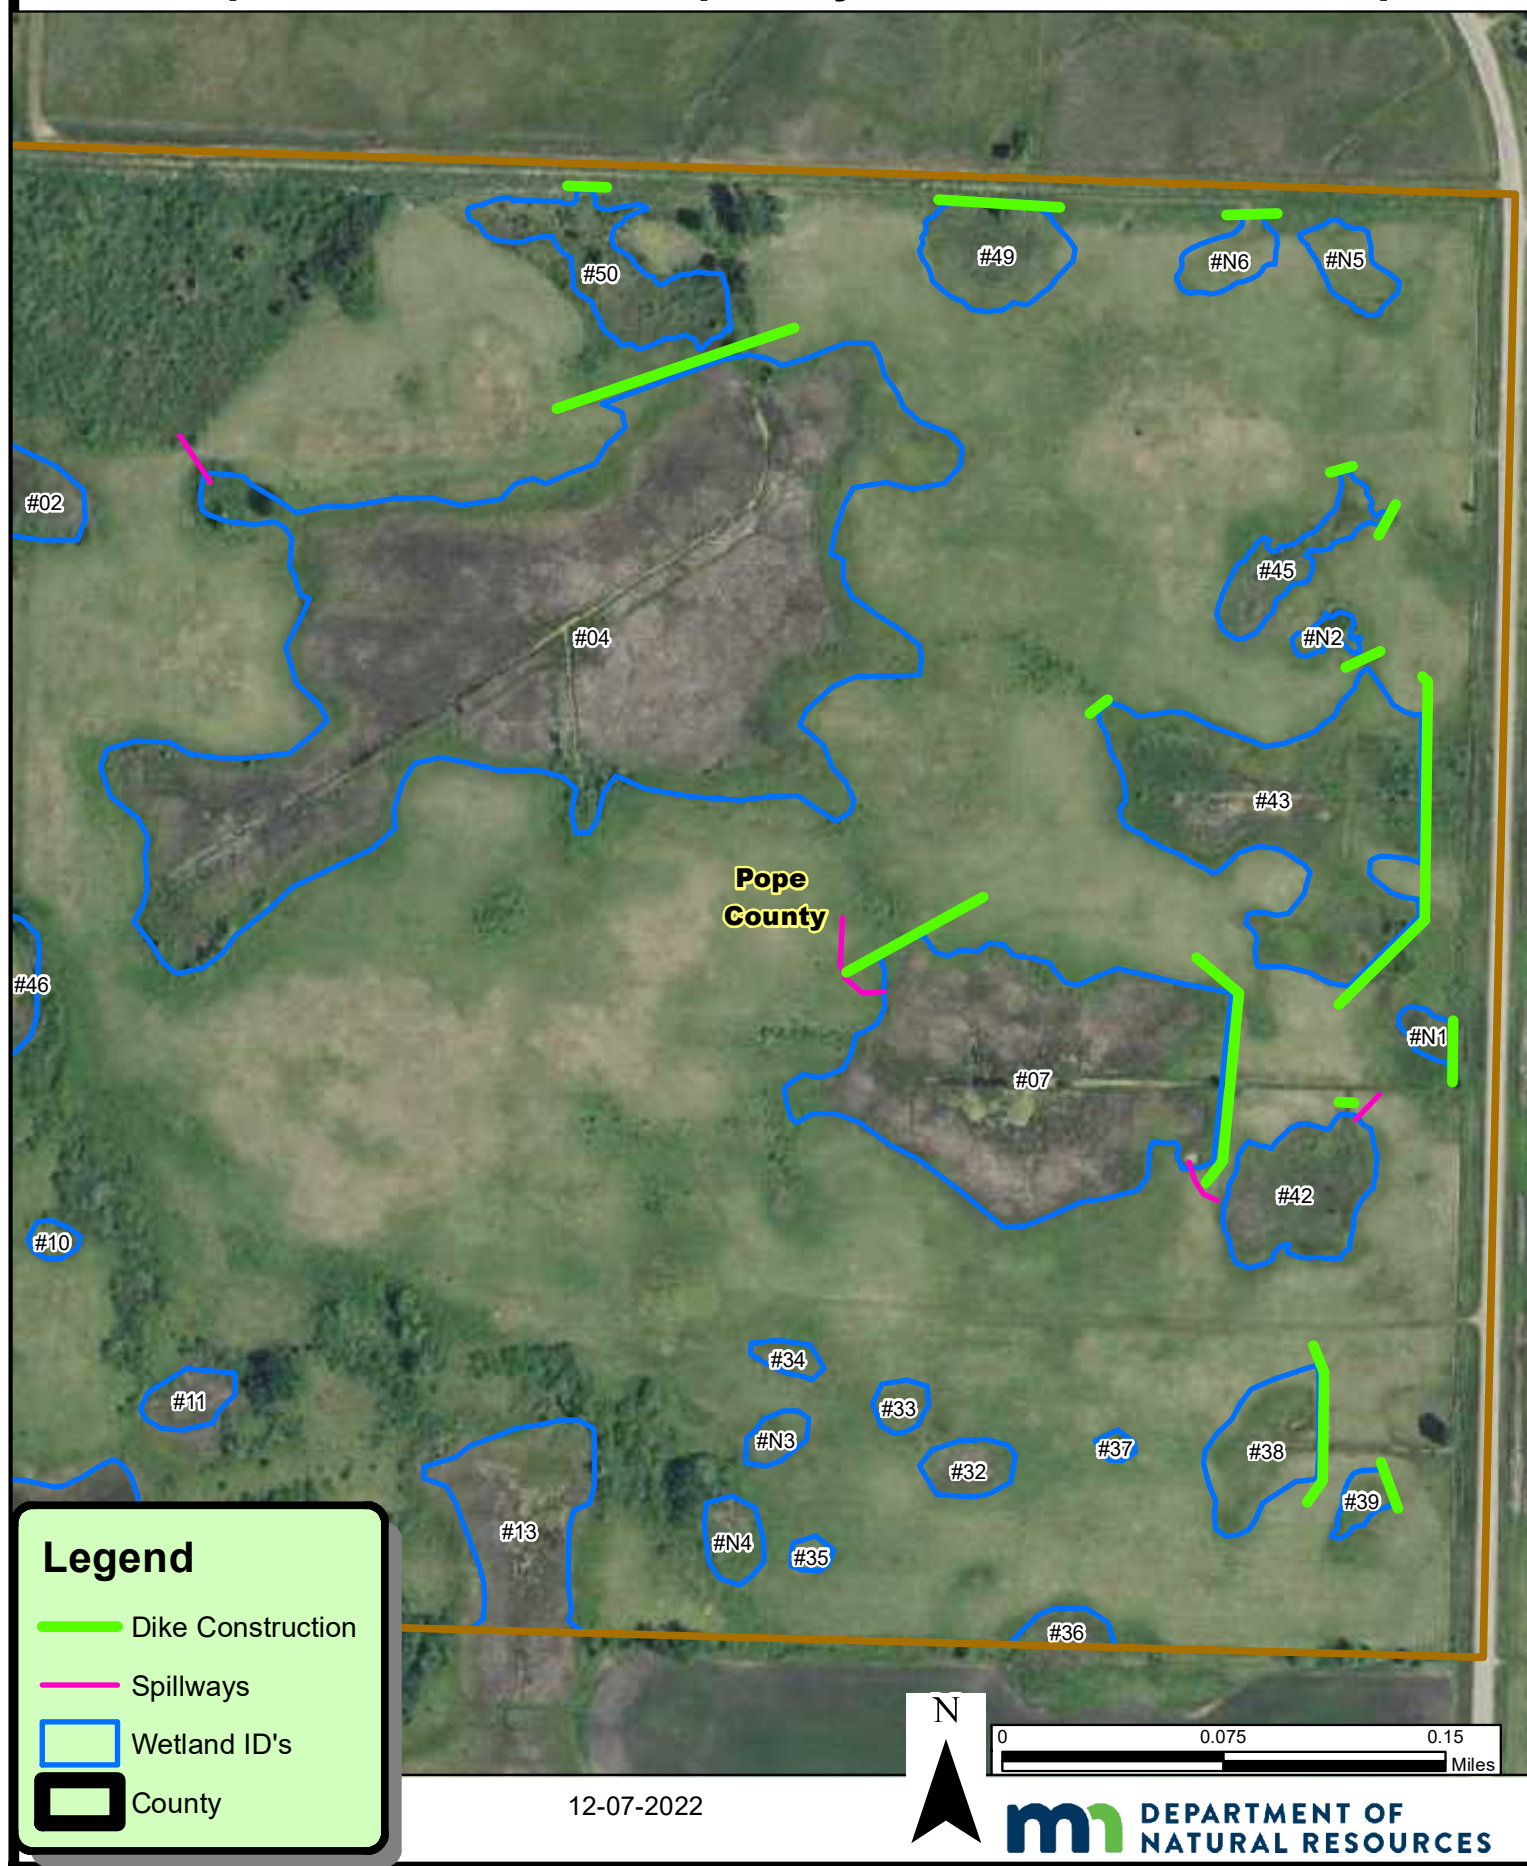 #50
#49
#N6
#N5
#02
#45
#04
#N2
#43
Pope
County
#46
#N1
#07
#42
#10
#34
#11
#33
#N3
#37
#32
#38
#39
#13
#N4
#35
#36
Legend
Dike Construction
Spillways
Wetland ID's
County
N
0 0.075 0.15
Miles
12-07-2022
mn DEPARTMENT OF
NATURAL RESOURCES